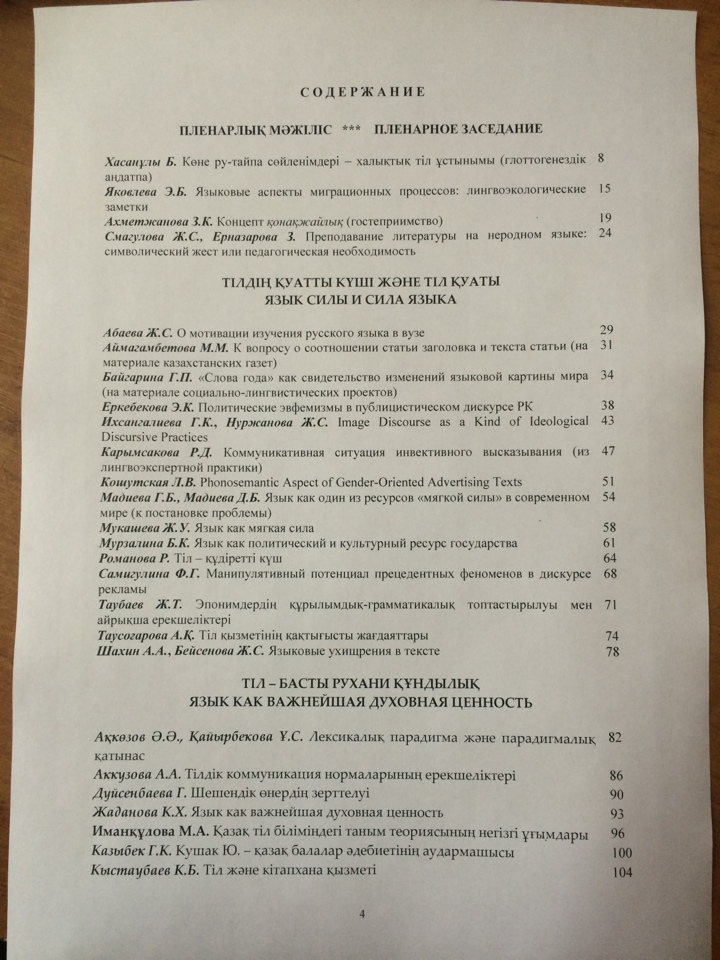 СОДЕРЖАНИЕ
ПЛЕНАРЛЫҚ МӘЖІЛІС *** ПЛЕНАРНОЕ ЗАСЕДАНИЕ
Хасанұлы Б. Көне ру-тайпа сөйленімдері – халықтық тіл ұстынымы (глоттогенездік 8
аңдатпа)
Яковлева Э.Б. Языковые аспекты миграционных процессов: лингвоэкологические 15
заметки
Ахметжанова З.К. Концепт қонақжайлық (гостеприимство) 19
Смагулова Ж.С., Ерназарова З. Преподавание литературы на неродном языке: 24
символический жест или педагогическая необходимость
ТІЛДІҢ ҚУАТТЫ КҮШІ ЖӘНЕ ТІЛ ҚУАТЫ
ЯЗЫК СИЛЫ И СИЛА ЯЗЫКА
Абаева Ж.С. О мотивации изучения русского языка в вузе 29
Аймагамбетова М.М. К вопросу о соотношении статьи заголовка и текста статьи (на 31
материале казахстанских газет)
Байгарина Г.П. «Слова года» как свидетельство изменений языковой картины мира 34
(на материале социально-лингвистических проектов)
Еркебекова Э.К. Политические эвфемизмы в публицистическом дискурсе РК 38
Ихсангалиева Г.К., Нуржанова Ж.С. Image Discourse as a Kind of Ideological 43
Discursive Practices
Карымсакова Р.Д. Коммуникативная ситуация инвективного высказывания (из 47
лингвоэкспертной практики)
Кошутская Л.В. Phonosemantic Aspect of Gender-Oriented Advertising Texts 51
Мадиева Г.Б., Мадиева Д.Б. Язык как один из ресурсов «мягкой силы» в современном 54
мире (к постановке проблемы)
Мукашева Ж.У. Язык как мягкая сила 58
Мурзалина Б.К. Язык как политический и культурный ресурс государства 61
Романова Р. Тіл – құдіретті күш 64
Самигулина Ф.Г. Манипулятивный потенциал прецедентных феноменов в дискурсе 68
рекламы
Таубаев Ж.Т. Эпонимдердің құрылымдық-грамматикалық топтастырылуы мен 71
айрықша ерекшеліктері
Таусогарова А.Қ. Тіл қызметінің қақтығысты жағдаяттары 74
Шахин А.А., Бейсенова Ж.С. Языковые ухищрения в тексте 78
ТІЛ – БАСТЫ РУХАНИ ҚҰНДЫЛЫҚ
ЯЗЫК КАК ВАЖНЕЙШАЯ ДУХОВНАЯ ЦЕННОСТЬ
Ақкөзов Ә.Ә., Қайырбекова Ұ.С. Лексикалық парадигма және парадигмалық 82
қатынас
Аккузова А.А. Тілдік коммуникация нормаларының ерекшеліктері 86
Дуйсенбаева Г. Шешендік өнердің зерттелуі 90
Жаданова К.Х. Язык как важнейшая духовная ценность 93
Иманқұлова М.А. Қазақ тіл біліміндегі таным теориясының негізгі ұғымдары 96
Казыбек Г.К. Кушак Ю. – қазақ балалар әдебиетінің аудармашысы 100
Кыстаубаев К.Б. Тіл және кітапхана қызметі 104
4